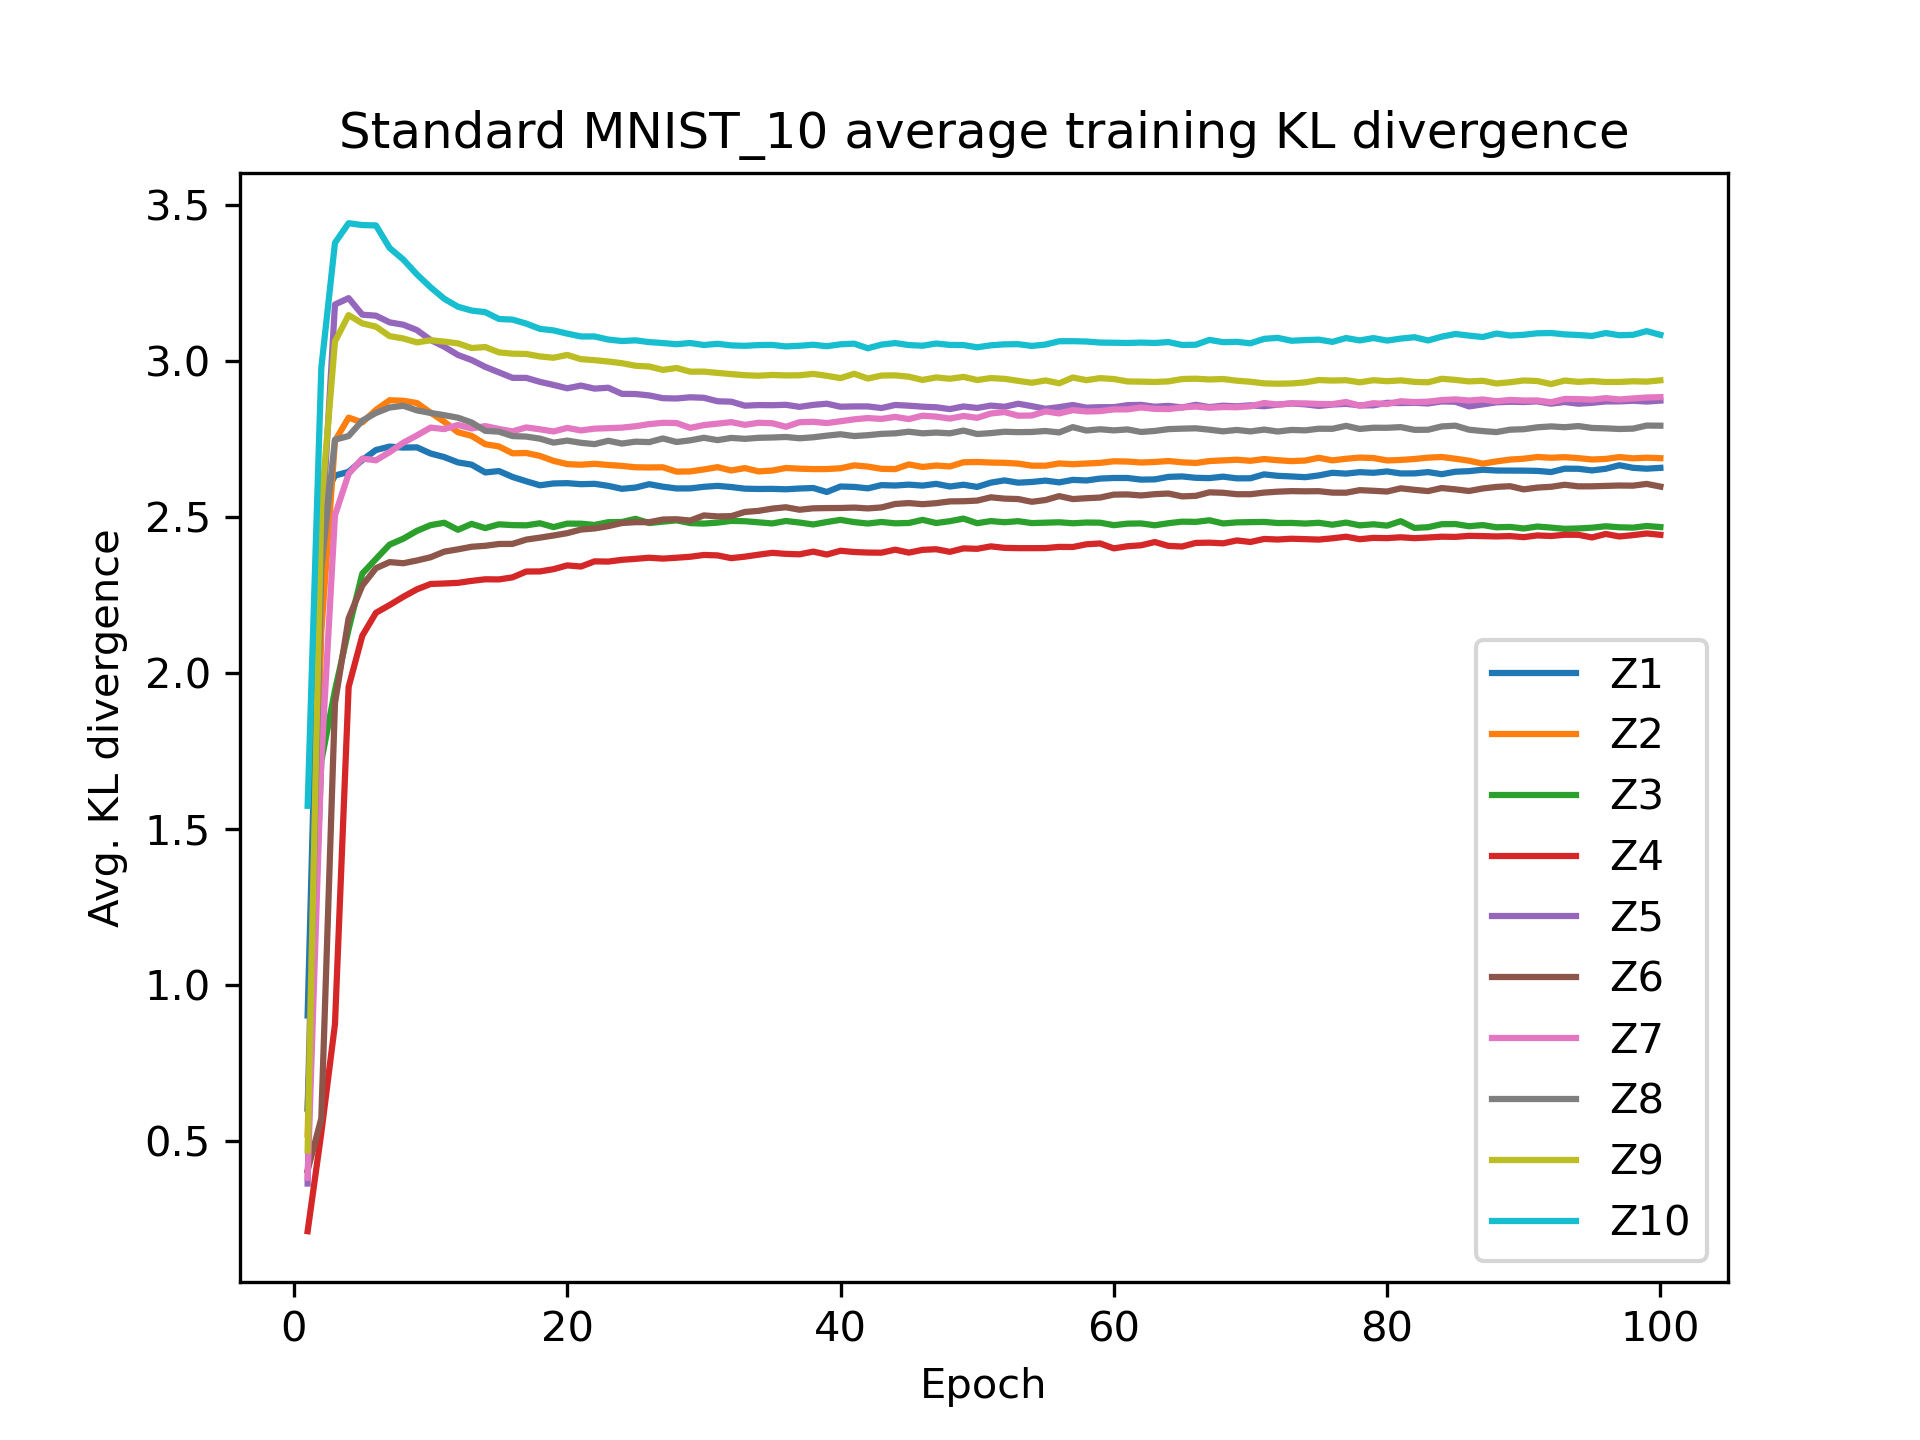 Standard MNIST_10 average training KL divergence
Avg. KL divergence
3.5
3.0
2.5
2.0
1.5
1.0
0.5
Z1
Z2
Z3
Z4
Z5
Z6
Z7
Z8
Z9
Z10
0 20 40 60 80 100
Epoch